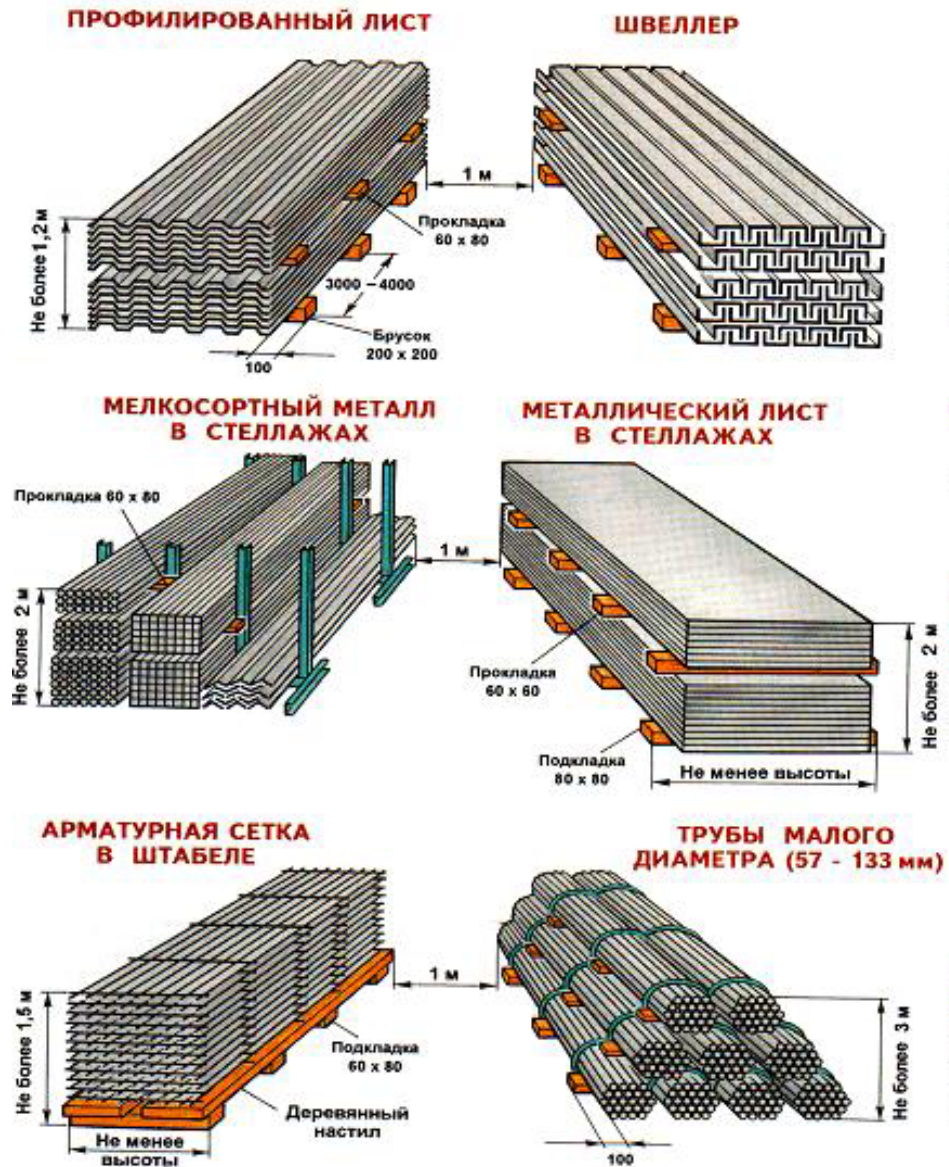 ПРОФИЛИРОВАННЫЙ ЛИСТ
ШВЕЛЛЕР
1 м
Прокладка
60 x 80
Не более 1,2 м
3000 – 4000
Брусок
200 x 200
100
МЕЛКОСОРТНЫЙ МЕТАЛЛ
В СТЕЛЛАЖАХ
МЕТАЛЛИЧЕСКИЙ ЛИСТ
В СТЕЛЛАЖАХ
Прокладка 60 x 80
1 м
Не более 2 м
Прокладка
60 x 60
Не более 2 м
Подкладка
80 x 80
Не менее высоты
АРМАТУРНАЯ СЕТКА
В ШТАБЕЛЕ
ТРУБЫ МАЛОГО
ДИАМЕТРА (57 - 133 мм)
1 м
Не более 1,5 м
Подкладка
60 x 80
Деревянный
настил
Не менее
высоты
Не более 3 м
100